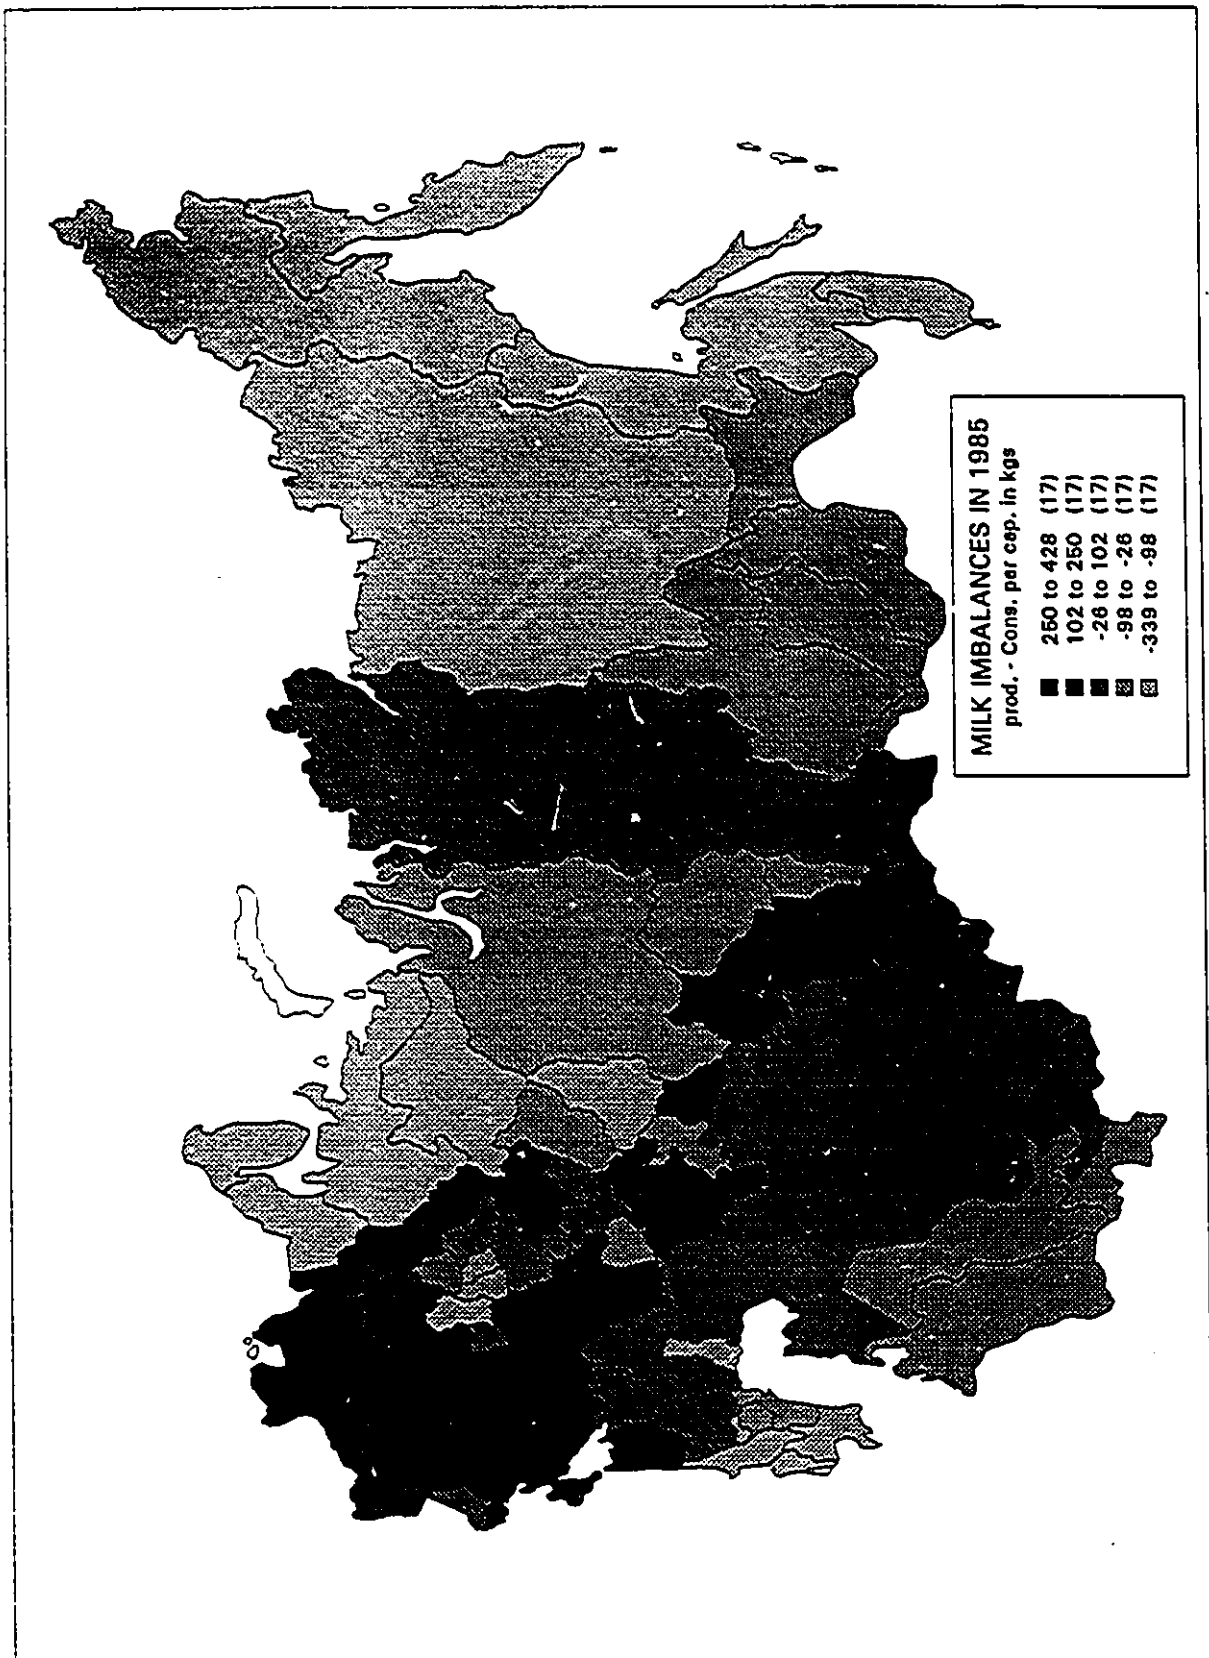 MILK IMBALANCES IN 1985
prod. - Cons. per cap. in kgs
250 to 428 (17)
102 to 250 (17)
-26 to 102 (17)
-98 to -26 (17)
-339 to -98 (17)